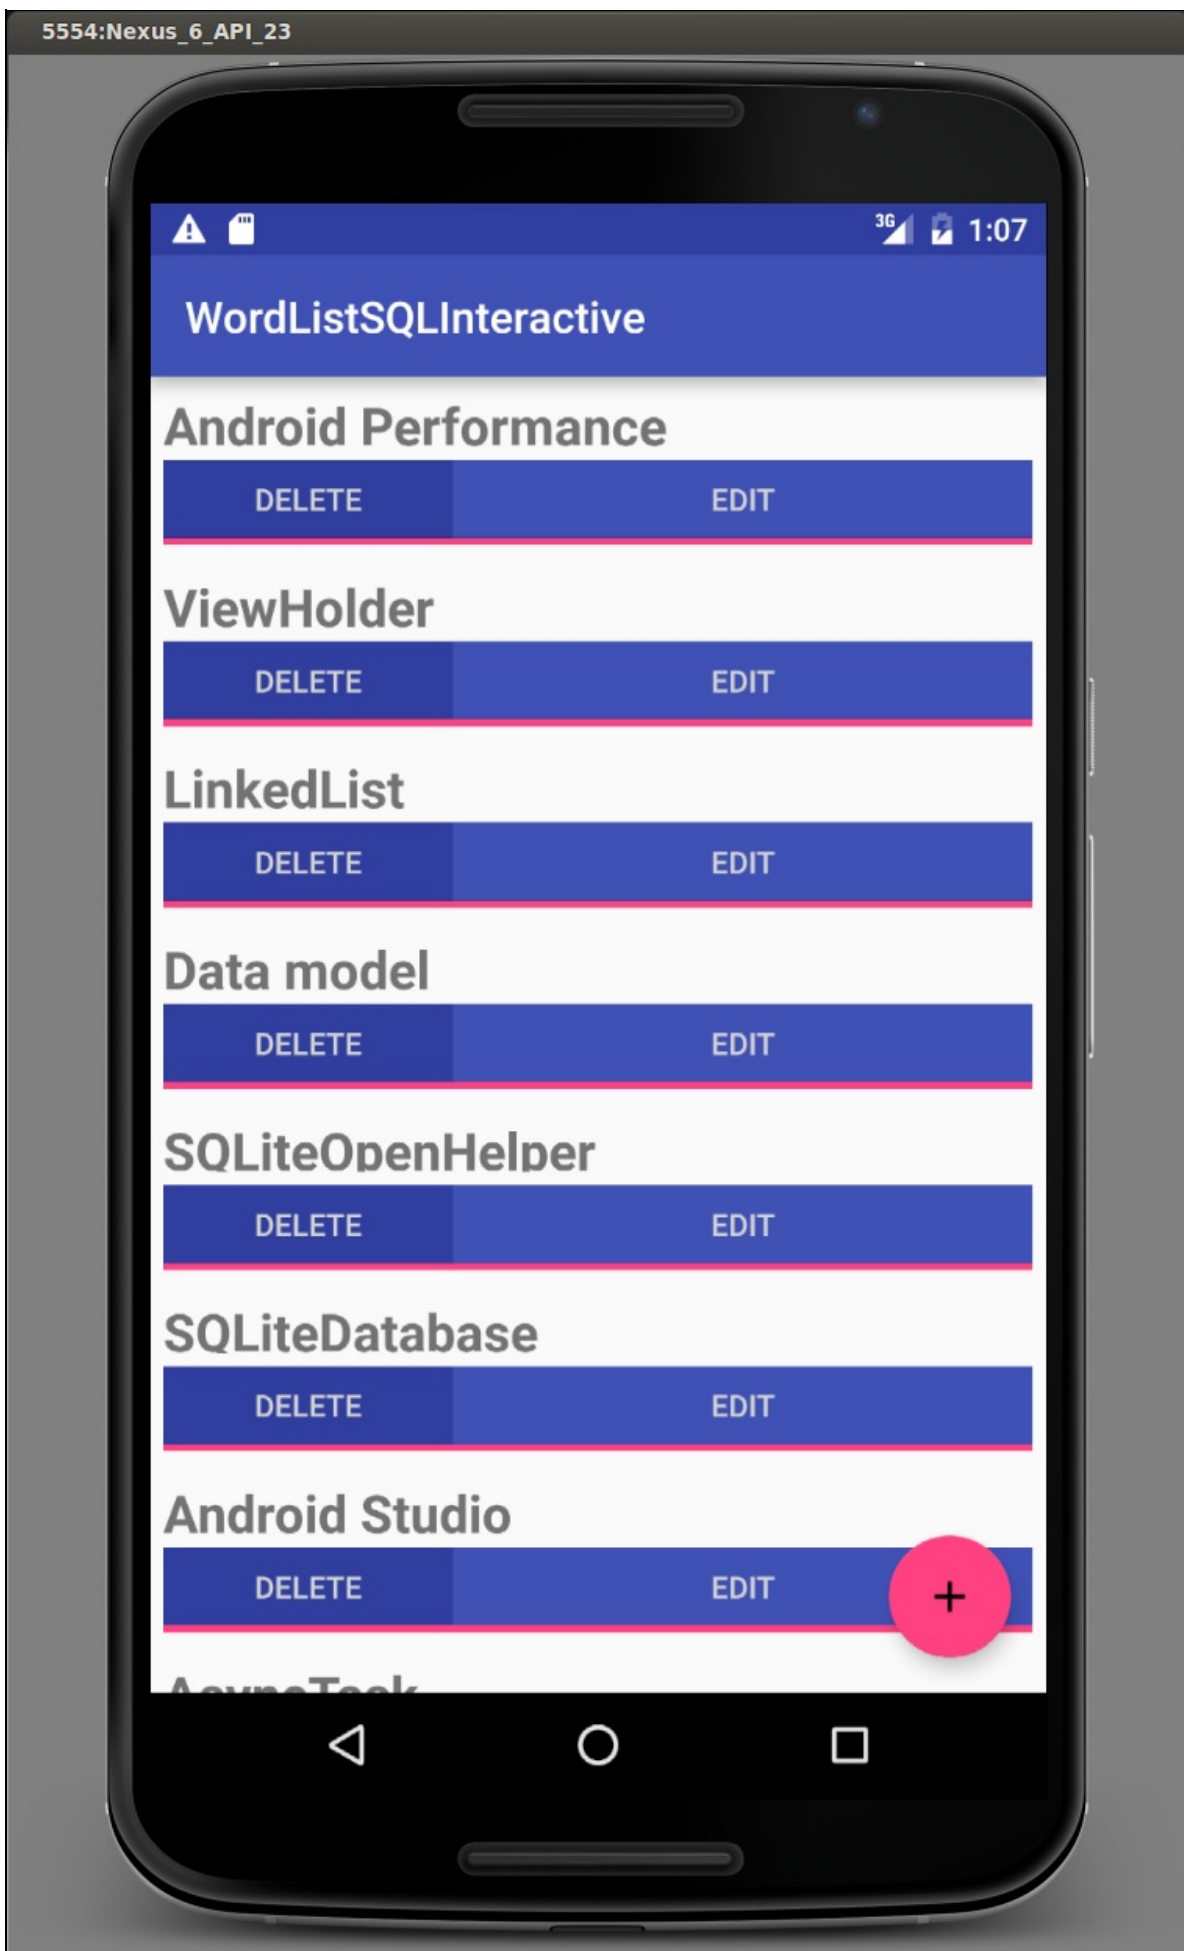 5554:Nexus_6_API_23
3G 1:07
WordListSQLInteractive
Android Performance
DELETE EDIT
ViewHolder
DELETE EDIT
LinkedList
DELETE EDIT
Data model
DELETE EDIT
SQLiteOpenHelper
DELETE EDIT
SQLiteDatabase
DELETE EDIT
Android Studio
DELETE EDIT
+
AsyncTask